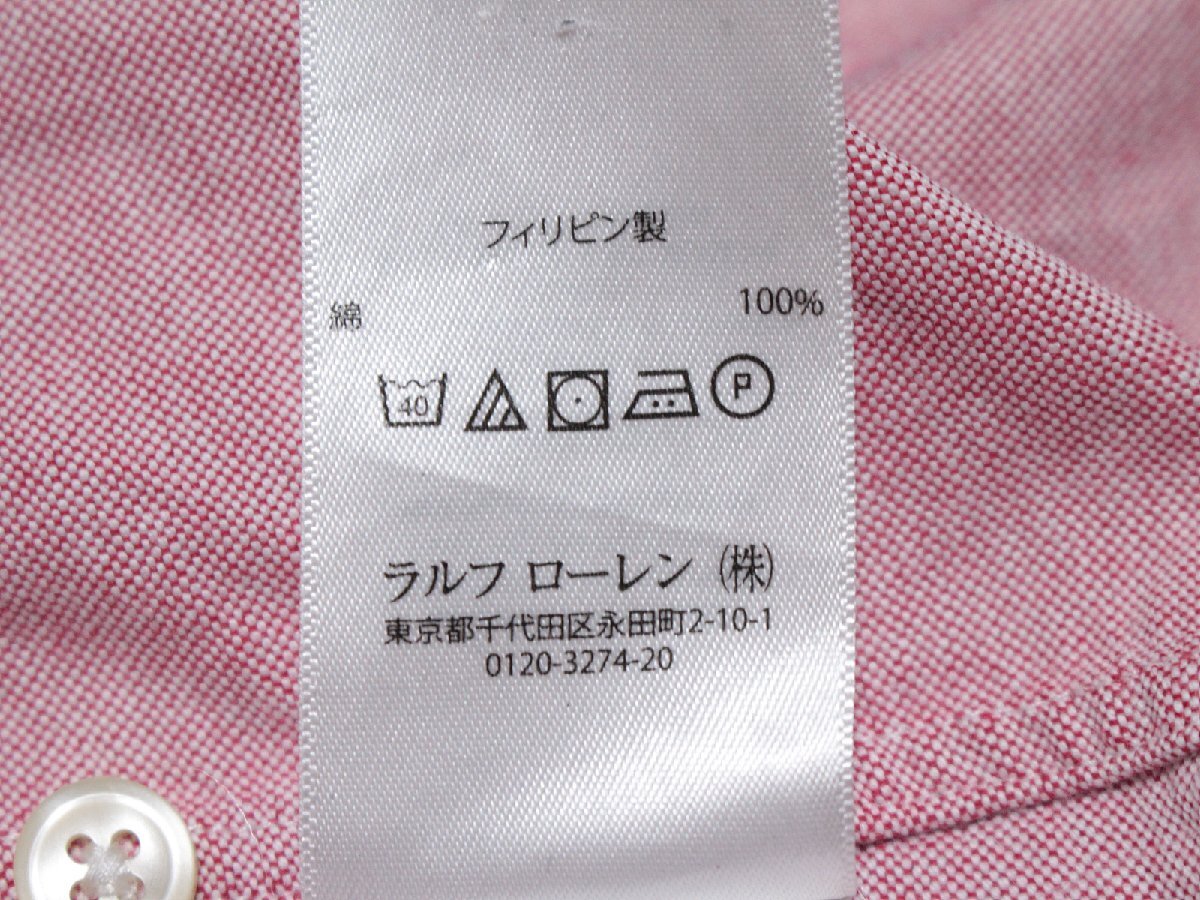 フィリピン製
綿 100%
40 P
ラルフ ローレン (株)
東京都千代田区永田町2-10-1
0120-3274-20